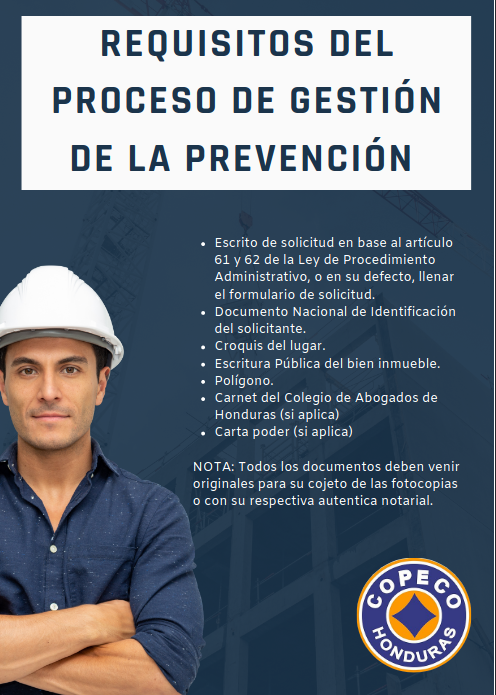 REQUISITOS DEL
PROCESO DE GESTIÓN
DE LA PREVENCIÓN
• Escrito de solicitud en base al artículo
61 y 62 de la Ley de Procedimiento
Administrativo, o en su defecto, llenar
el formulario de solicitud.
• Documento Nacional de Identificación
del solicitante.
• Croquis del lugar.
• Escritura Pública del bien inmueble.
• Polígono.
• Carnet del Colegio de Abogados de
Honduras (si aplica)
• Carta poder (si aplica)
NOTA: Todos los documentos deben venir
originales para su cojeto de las fotocopias
o con su respectiva autentica notarial.
COPECO
HONDURAS